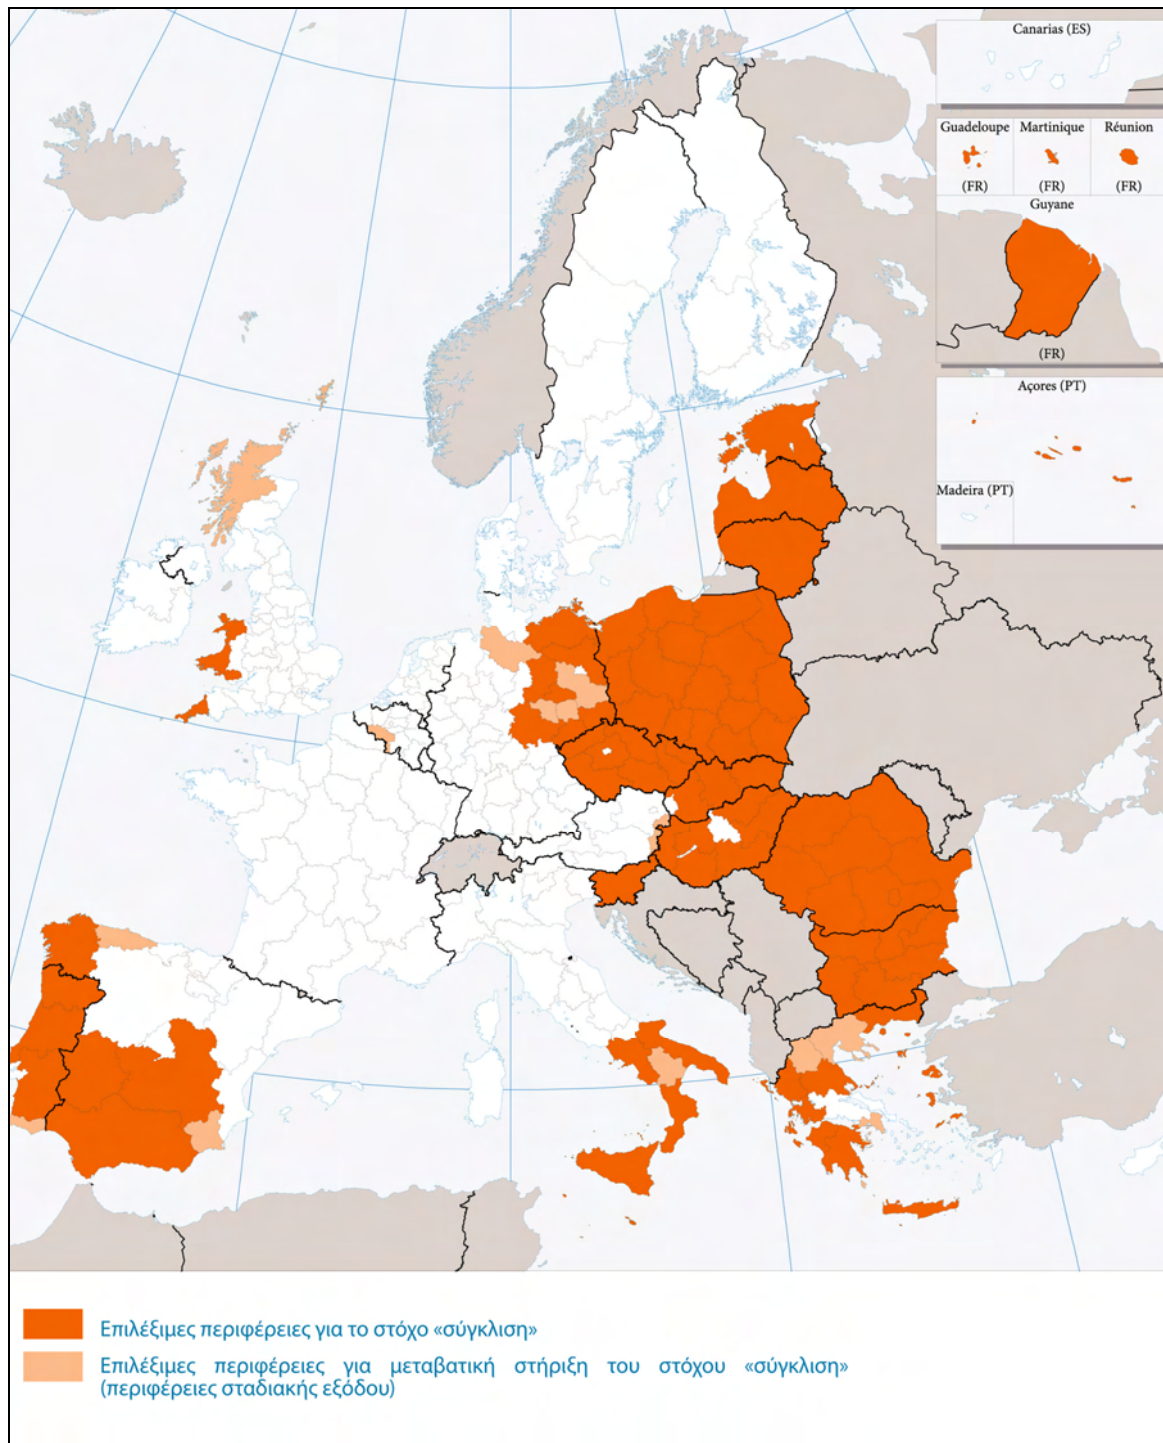 Canarias (ES)
Guadeloupe
Martinique
Réunion
(FR)
(FR)
(FR)
Guyane
(FR)
Açores (PT)
Madeira (PT)
Επιλέξιμες περιφέρειες για το στόχο «σύγκλιση»
Επιλέξιμες περιφέρειες για μεταβατική στήριξη του στόχου «σύγκλιση»
(περιφέρειες σταδιακής εξόδου)